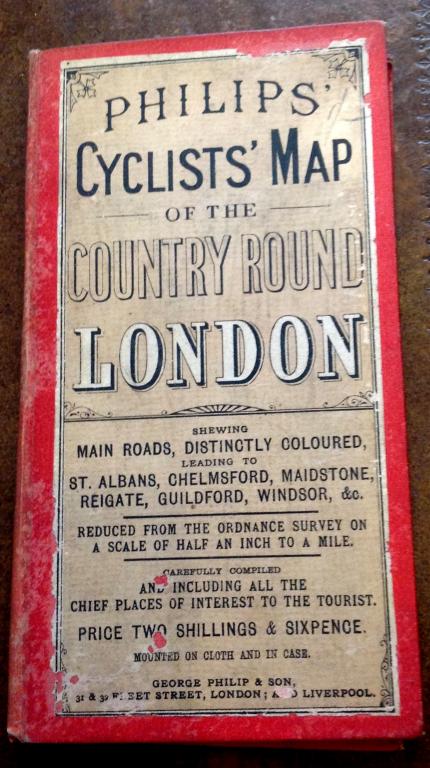 PHILIPS'
CYCLISTS' MAP
OF THE
COUNTRY ROUND
LONDON
SHEWING
MAIN ROADS, DISTINCTLY COLOURED,
LEADING TO
ST. ALBANS, CHELMSFORD, MAIDSTONE,
REIGATE, GUILDFORD, WINDSOR, &c.
REDUCED FROM THE ORDNANCE SURVEY ON
A SCALE OF HALF AN INCH TO A MILE.
CAREFULLY COMPILED
AND INCLUDING ALL THE
CHIEF PLACES OF INTEREST TO THE TOURIST.
PRICE TWO SHILLINGS & SIXPENCE.
MOUNTED ON CLOTH AND IN CASE.
GEORGE PHILIP & SON,
31 & 32 FLEET STREET, LONDON; AND LIVERPOOL.